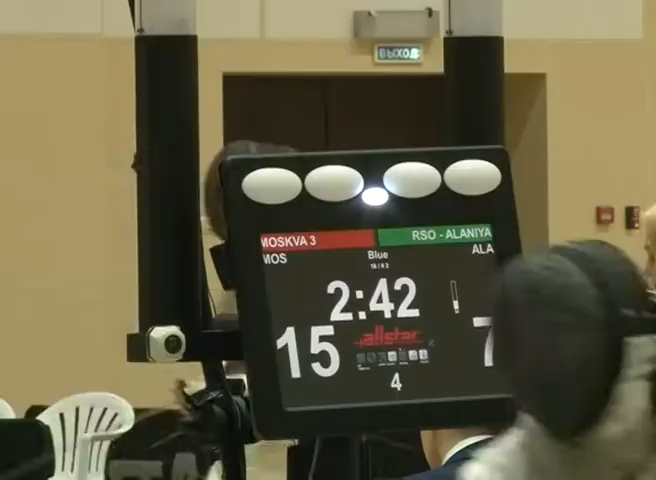 ВЫХОД
MOSKVA 3
RSO - ALANIYA
MOS
Blue
ALA
2:42
15
allstar
7
4